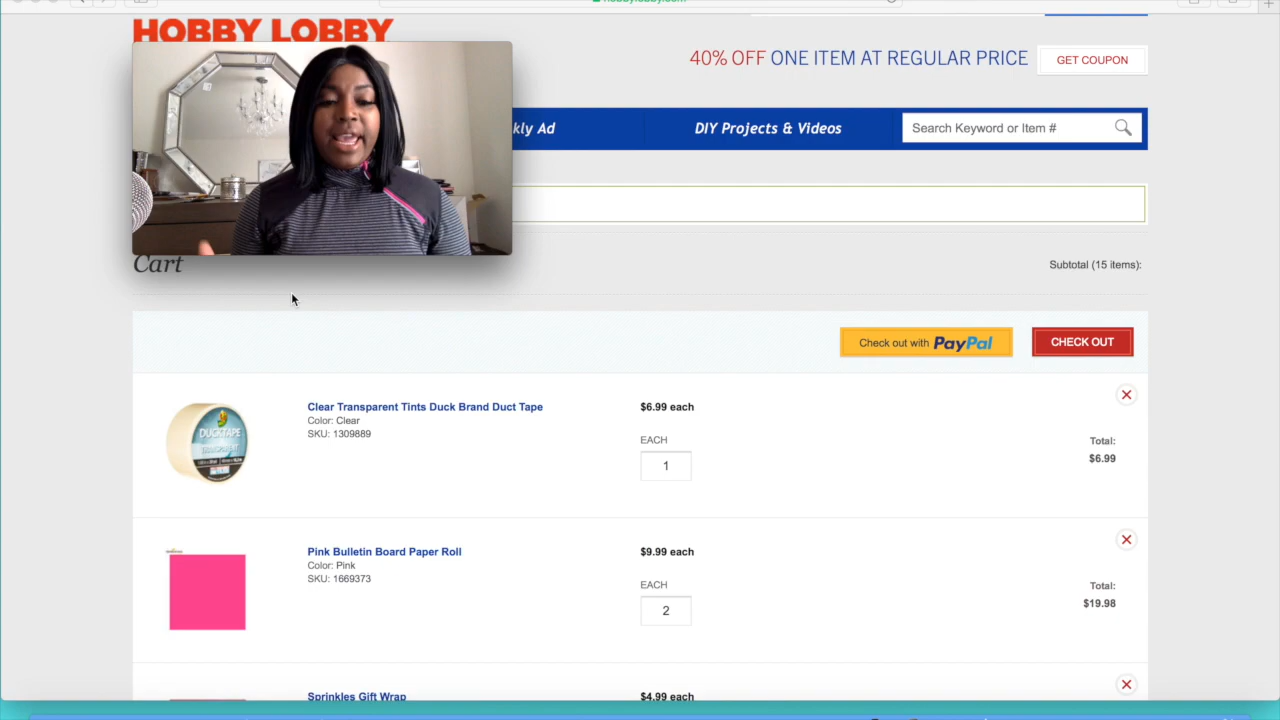 HOBBY LOBBY
40% OFF ONE ITEM AT REGULAR PRICE
GET COUPON
kly Ad
DIY Projects & Videos
Search Keyword or Item #
Cart
Subtotal (15 items):
Check out with PayPal
CHECK OUT
Clear Transparent Tints Duck Brand Duct Tape
Color: Clear
SKU: 1309889
$6.99 each
EACH
1
Total:
$6.99
DUCK TAPE
Pink Bulletin Board Paper Roll
Color: Pink
SKU: 1669373
$9.99 each
EACH
2
Total:
$19.98
Sprinkles Gift Wrap
$4.99 each